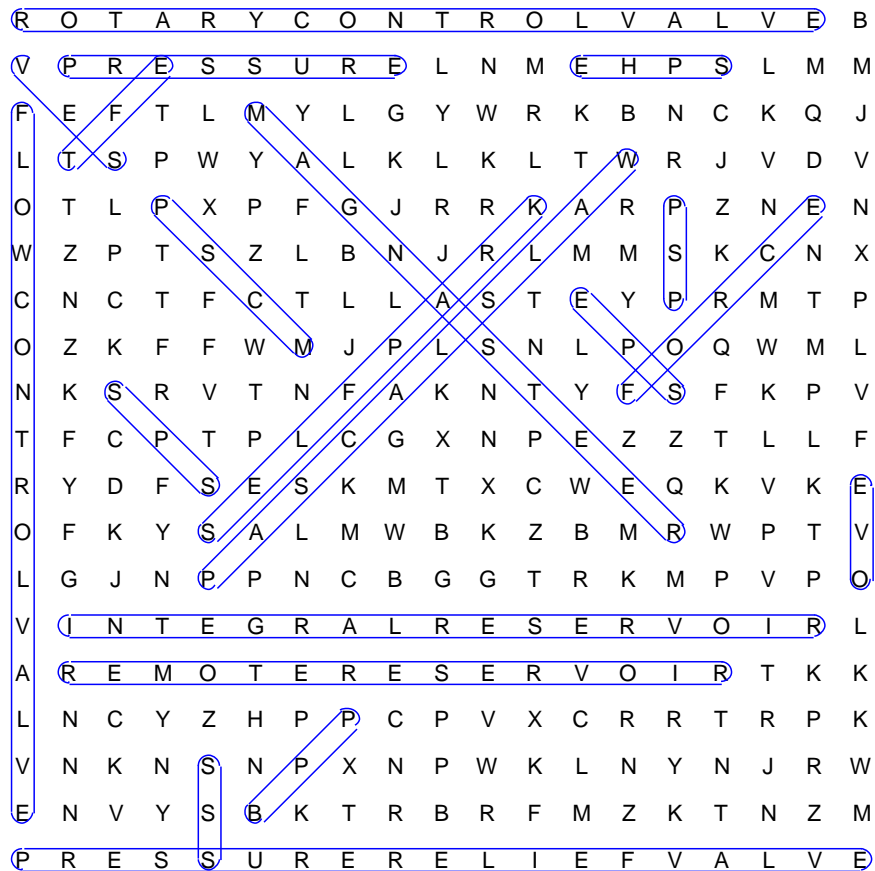 R O T A R Y C O N T R O L V A L V E B
V P R E S S U R E L N M E H P S L M M
F E F T L M Y L G Y W R K B N C K Q J
L T S P W Y A L K L K L T W R J V D V
O T L P X P F G J R R K A R P Z N E N
W Z P T S Z L B N J R L M M S K C N X
C N C T F C T L L A S T E Y P R M T P
O Z K F F W M J P L S N L P O Q W M L
N K S R V T N F A K N T Y F S F K P V
T F C P T P L C G X N P E Z Z T L L F
R Y D F S E S K M T X C W E Q K V K E
O F K Y S A L M W B K Z B M R W P T V
L G J N P P N C B G G T R K M P V P O
V I N T E G R A L R E S E R V O I R L
A R E M O T E R E S E R V O I R T K K
L N C Y Z H P P C P V X C R R T R P K
V N K N S N P X N P W K L N Y N J R W
E N V Y S B K T R B R F M Z K T N Z M
P R E S S U R E R E L I E F V A L V E